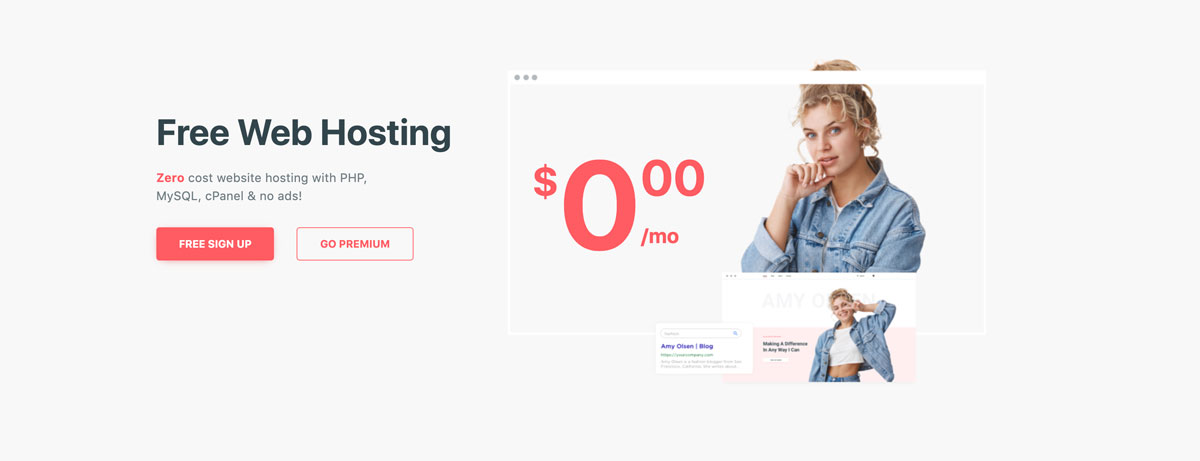 Free Web Hosting
Zero cost website hosting with PHP,
MySQL, cPanel & no ads!
FREE SIGN UP
GO PREMIUM
$0.00
/mo
AMY OLSEN
Amy Olsen | Blog
https://yourcompany.com
Amy Olsen is a fashion blogger from San
Francisco, California. She writes about...
Making A Difference
In Any Way I Can